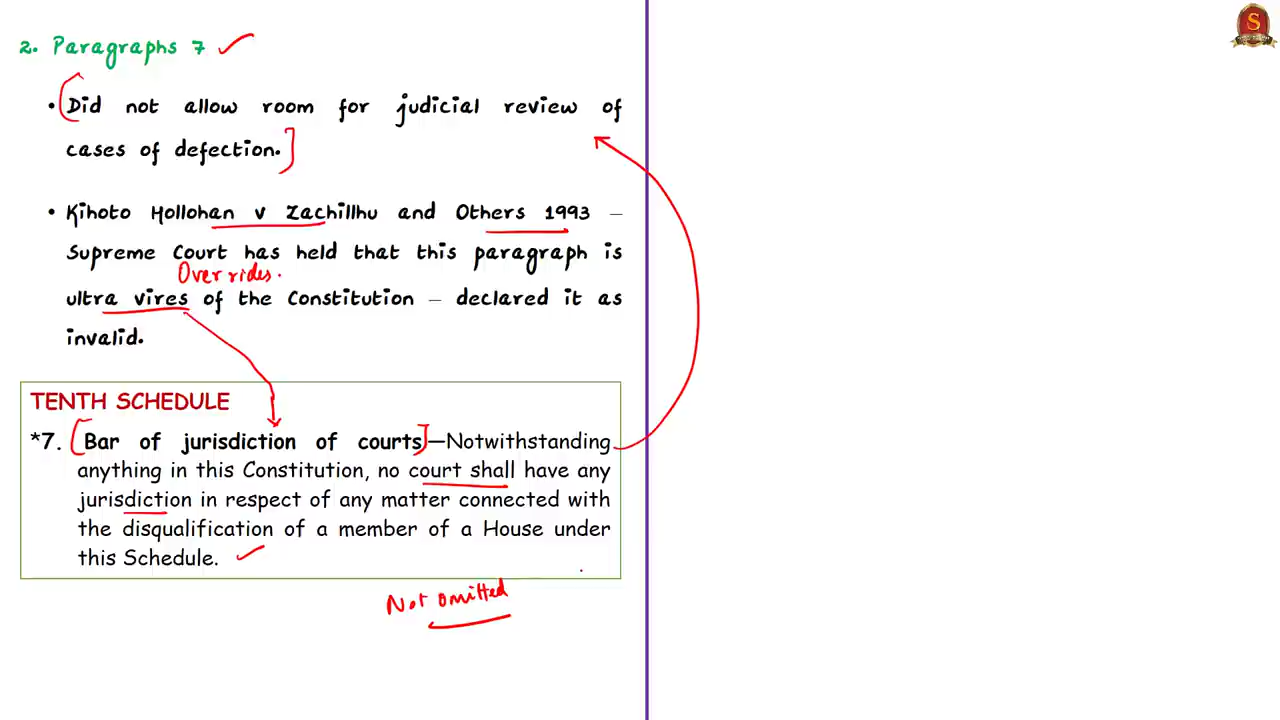 2. Paragraphs 7
• Did not allow room for judicial review of
cases of defection.
• Kihoto Hollohan v Zachillhu and Others 1993 –
Supreme Court has held that this paragraph is
Overrides.
ultra vires of the Constitution – declared it as
invalid.
TENTH SCHEDULE
*7. Bar of jurisdiction of courts—Notwithstanding
anything in this Constitution, no court shall have any
jurisdiction in respect of any matter connected with
the disqualification of a member of a House under
this Schedule.
Not omitted
S